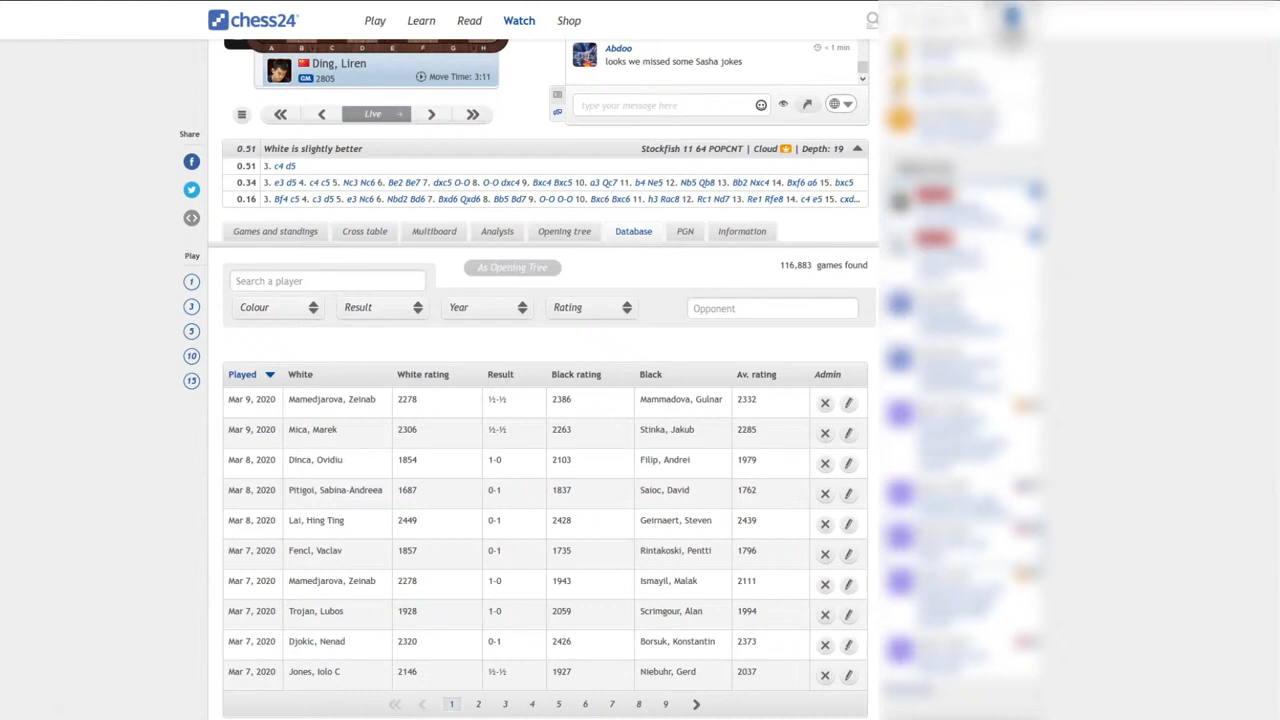 chess24
Play Learn Read Watch Shop
A B C D E F G H
Ding, Liren
GM 2805
Move Time: 3:11
Abdoo
< 1 min
looks we missed some Sasha jokes
type your message here
Live
Share
Play
1
3
5
10
15
0.51 White is slightly better Stockfish 11 64 POPCNT | Cloud | Depth: 19
0.51 3. c4 d5
0.34 3. e3 d5 4. c4 c5 5. Nc3 Nc6 6. Be2 Be7 7. dxc5 O-O 8. O-O dxc4 9. Bxc4 Bxc5 10. a3 Qc7 11. b4 Ne5 12. Nb5 Qb8 13. Bb2 Nxc4 14. Bxf6 a6 15. bxc5
0.16 3. Bf4 c5 4. c3 d5 5. e3 Nc6 6. Nbd2 Bd6 7. Bxd6 Qxd6 8. Bb5 Bd7 9. O-O O-O 10. Bxc6 Bxc6 11. h3 Rac8 12. Rc1 Nd7 13. Re1 Rfe8 14. c4 e5 15. cxd...
Games and standings Cross table Multiboard Analysis Opening tree Database PGN Information
Search a player
As Opening Tree
116,883 games found
Colour Result Year Rating Opponent
Played White White rating Result Black rating Black Av. rating Admin
Mar 9, 2020 Mamedjarova, Zeinab 2278 ½-½ 2386 Mammadova, Gulnar 2332
Mar 9, 2020 Mica, Marek 2306 ½-½ 2263 Stinka, Jakub 2285
Mar 8, 2020 Dinca, Ovidiu 1854 1-0 2103 Filip, Andrei 1979
Mar 8, 2020 Pitigoi, Sabina-Andreea 1687 0-1 1837 Saioc, David 1762
Mar 8, 2020 Lai, Hing Ting 2449 0-1 2428 Geirnaert, Steven 2439
Mar 7, 2020 Fencl, Vaclav 1857 0-1 1735 Rintakoski, Pentti 1796
Mar 7, 2020 Mamedjarova, Zeinab 2278 1-0 1943 Ismayil, Malak 2111
Mar 7, 2020 Trojan, Lubos 1928 1-0 2059 Scrimgour, Alan 1994
Mar 7, 2020 Djokic, Nenad 2320 0-1 2426 Borsuk, Konstantin 2373
Mar 7, 2020 Jones, Iolo C 2146 ½-½ 1927 Niebuhr, Gerd 2037
1 2 3 4 5 6 7 8 9